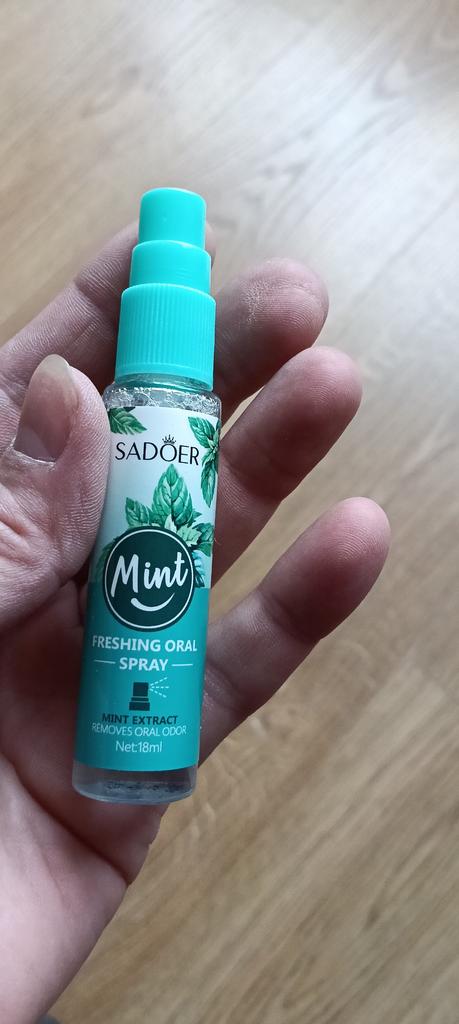 SADOER
Mint
FRESHING ORAL
SPRAY
MINT EXTRACT
REMOVES ORAL ODOR
Net:18ml